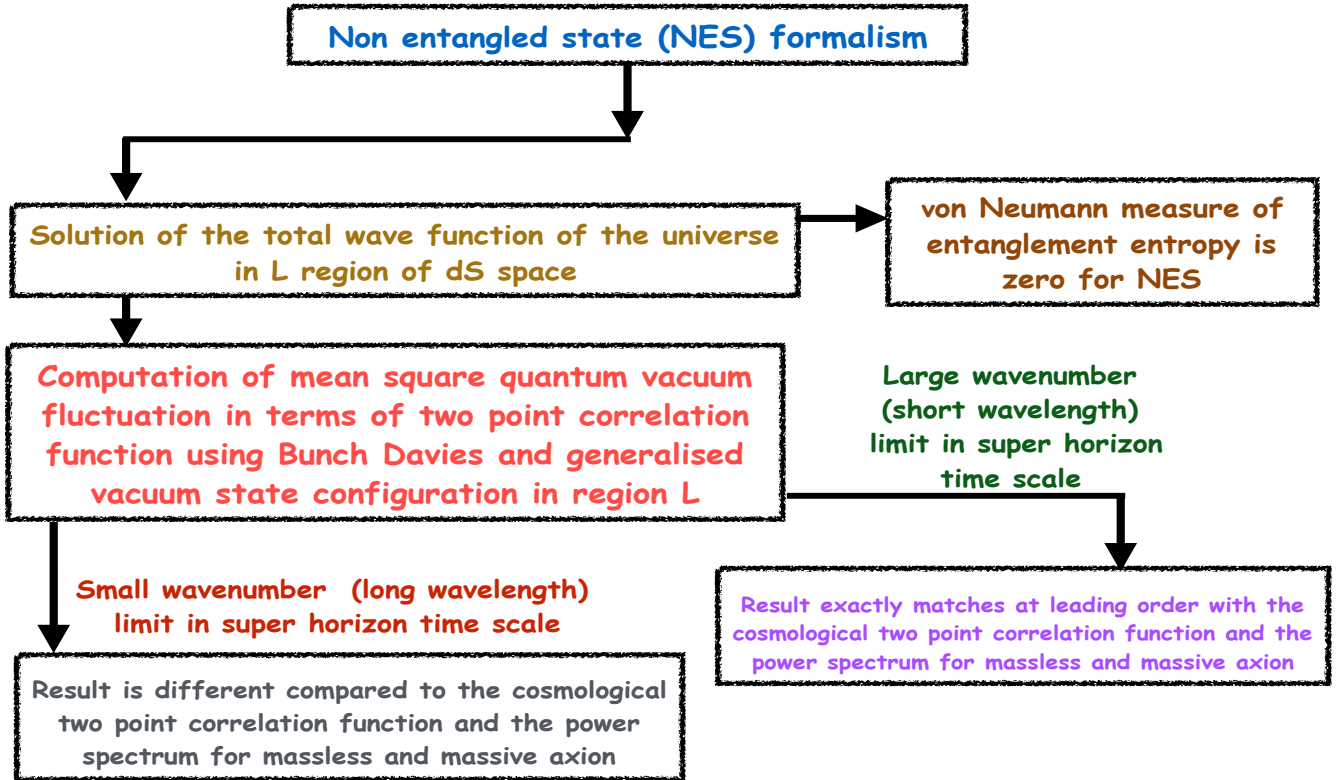 Non entangled state (NES) formalism
Solution of the total wave function of the universe
in L region of dS space
von Neumann measure of
entanglement entropy is
zero for NES
Computation of mean square quantum vacuum
fluctuation in terms of two point correlation
function using Bunch Davies and generalised
vacuum state configuration in region L
Large wavenumber
(short wavelength)
limit in super horizon
time scale
Small wavenumber (long wavelength)
limit in super horizon time scale
Result exactly matches at leading order with the
cosmological two point correlation function and the
power spectrum for massless and massive axion
Result is different compared to the cosmological
two point correlation function and the power
spectrum for massless and massive axion